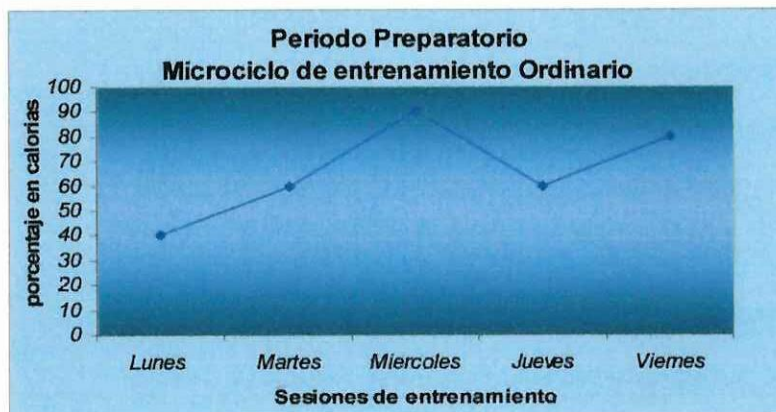 Periodo Preparatorio
Microciclo de entrenamiento Ordinario
porcentaje en calorias
100
90
80
70
60
50
40
30
20
10
0
Lunes
Martes
Miercoles
Jueves
Viernes
Sesiones de entrenamiento